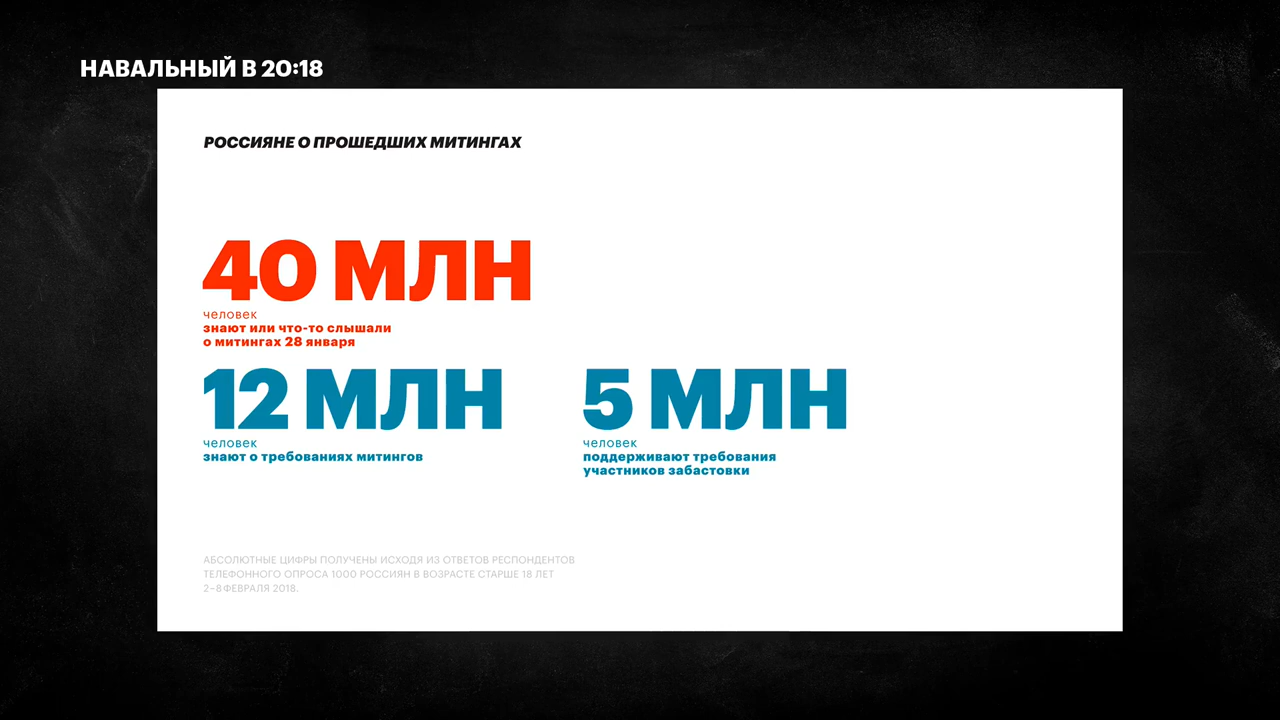 НАВАЛЬНЫЙ В 20:18
РОССИЯНЕ О ПРОШЕДШИХ МИТИНГАХ
40 МЛН
человек
знают или что-то слышали
о митингах 28 января
12 МЛН
человек
знают о требованиях митингов
5 МЛН
человек
поддерживают требования
участников забастовки
АБСОЛЮТНЫЕ ЦИФРЫ ПОЛУЧЕНЫ ИСХОДЯ ИЗ ОТВЕТОВ РЕСПОНДЕНТОВ
ТЕЛЕФОННОГО ОПРОСА 1000 РОССИЯН В ВОЗРАСТЕ СТАРШЕ 18 ЛЕТ
2–8 ФЕВРАЛЯ 2018.